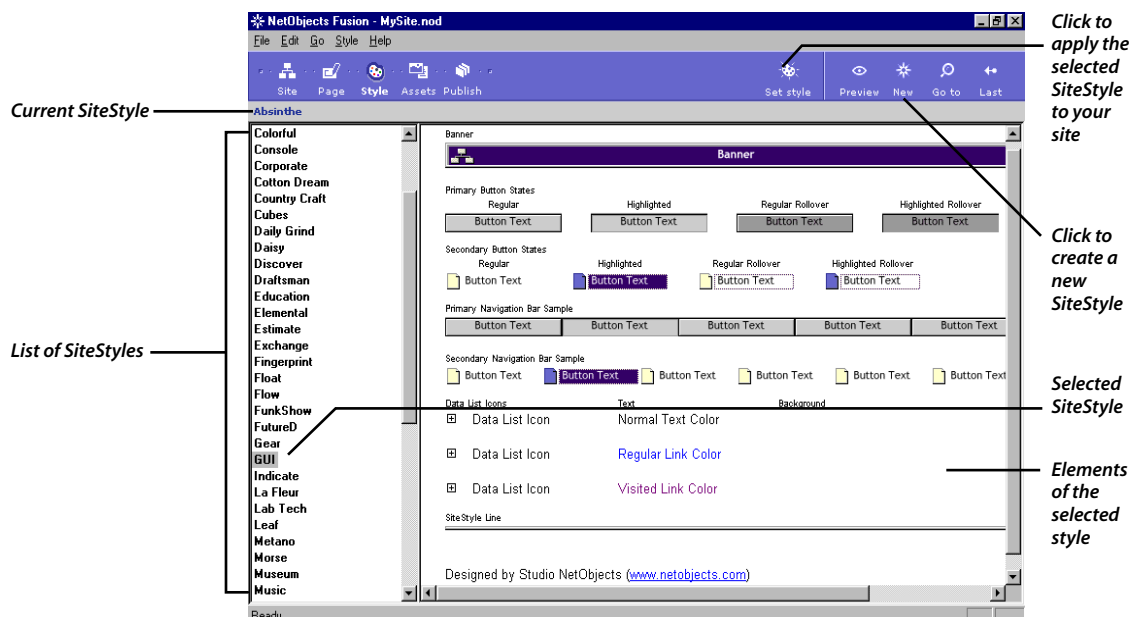 NetObjects Fusion - MySite.nod
File Edit Go Style Help
Site Page Style Assets Publish Set style Preview New Go to Last
Click to
apply the
selected
SiteStyle
to your
site
Current SiteStyle
Absinthe
Colorful
Console
Corporate
Cotton Dream
Country Craft
Cubes
Daily Grind
Daisy
Discover
Draftsman
Education
Elemental
Estimate
Exchange
Fingerprint
Float
Flow
FunkShow
FutureD
Gear
GUI
Indicate
La Fleur
Lab Tech
Leaf
Metano
Morse
Museum
Music
List of SiteStyles
Banner
Banner
Primary Button States
Regular Highlighted Regular Rollover Highlighted Rollover
Button Text Button Text Button Text Button Text
Secondary Button States
Regular Highlighted Regular Rollover Highlighted Rollover
Button Text Button Text Button Text Button Text
Primary Navigation Bar Sample
Button Text Button Text Button Text Button Text Button Text
Secondary Navigation Bar Sample
Button Text Button Text Button Text Button Text Button Text Button Text
Data List Icons Text Background
Data List Icon Normal Text Color
Data List Icon Regular Link Color
Data List Icon Visited Link Color
SiteStyle Line
Designed by Studio NetObjects (www.netobjects.com)
Click to
create a
new
SiteStyle
Selected
SiteStyle
Elements
of the
selected
style
Ready